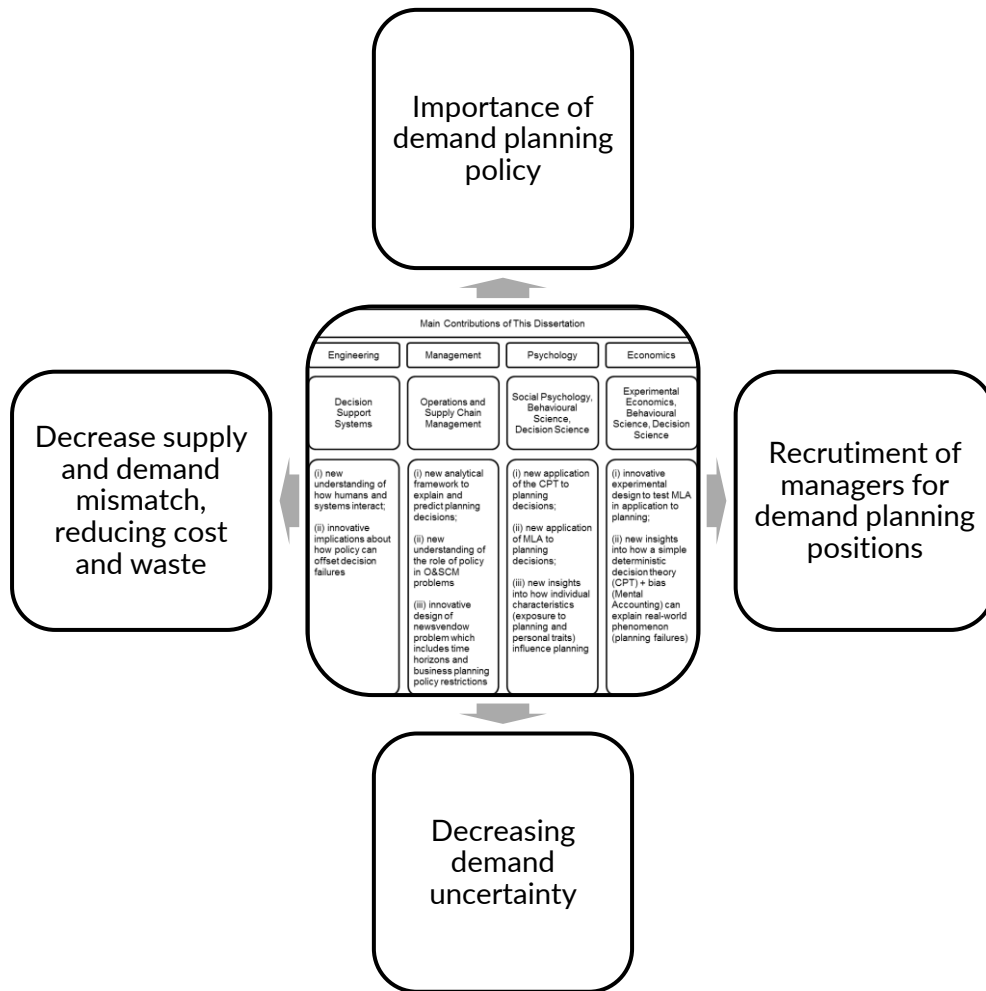 Importance of
demand planning
policy
Decrease supply
and demand
mismatch,
reducing cost
and waste
Main Contributions of This Dissertation
Engineering
Management
Psychology
Economics
Decision
Support
Systems
Operations and
Supply Chain
Management
Social Psychology,
Behavioural
Science,
Decision Science
Experimental
Economics,
Behavioural
Science, Decision
Science
(i) new
understanding of
how humans and
systems interact;
(ii) innovative
implications about
how policy can
offset decision
failures
(i) new analytical
framework to
explain and
predict planning
decisions;
(ii) new
understanding of
the role of policy
in O&SCM
problems
(iii) innovative
design of
newsvendow
problem which
includes time
horizons and
business planning
policy restrictions
(i) new application
of the CPT to
planning
decisions;
(ii) new application
of MLA to
planning
decisions;
(iii) new insights
into how individual
characteristics
(exposure to
planning and
personal traits)
influence planning
(i) innovative
experimental
design to test MLA
in application to
planning;
(ii) new insights
into how a simple
deterministic
decision theory
(CPT) + bias
(Mental
Accounting) can
explain real-world
phenomenon
(planning failures)
Recrutiment of
managers for
demand planning
positions
Decreasing
demand
uncertainty